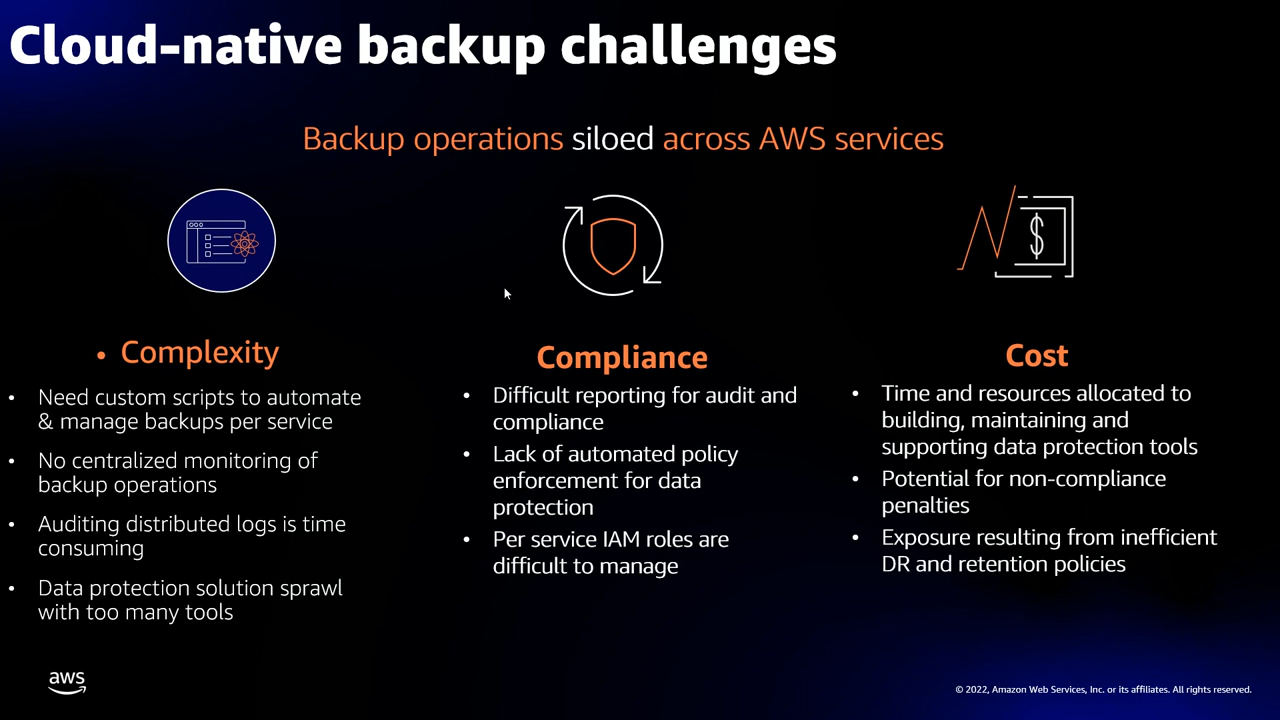 Cloud-native backup challenges
Backup operations siloed across AWS services
• Complexity
• Need custom scripts to automate
& manage backups per service
• No centralized monitoring of
backup operations
• Auditing distributed logs is time
consuming
• Data protection solution sprawl
with too many tools
Compliance
• Difficult reporting for audit and
compliance
• Lack of automated policy
enforcement for data
protection
• Per service IAM roles are
difficult to manage
$
Cost
• Time and resources allocated to
building, maintaining and
supporting data protection tools
• Potential for non-compliance
penalties
• Exposure resulting from inefficient
DR and retention policies
aws
© 2022, Amazon Web Services, Inc. or its affiliates. All rights reserved.